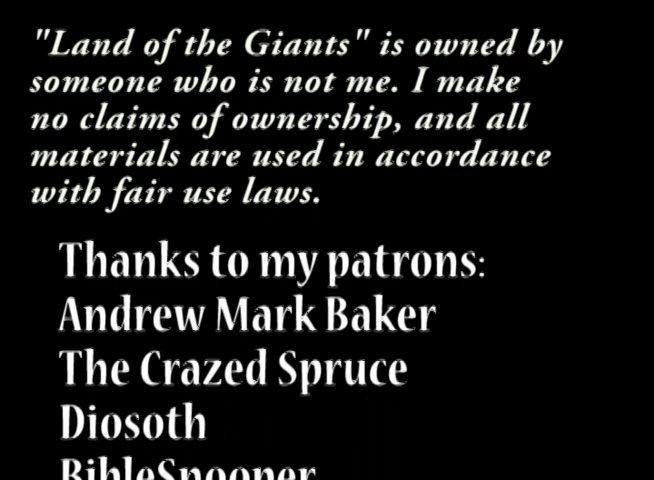 "Land of the Giants" is owned by
someone who is not me. I make
no claims of ownership, and all
materials are used in accordance
with fair use laws.
Thanks to my patrons:
Andrew Mark Baker
The Crazed Spruce
Diosoth
BibleSnooper